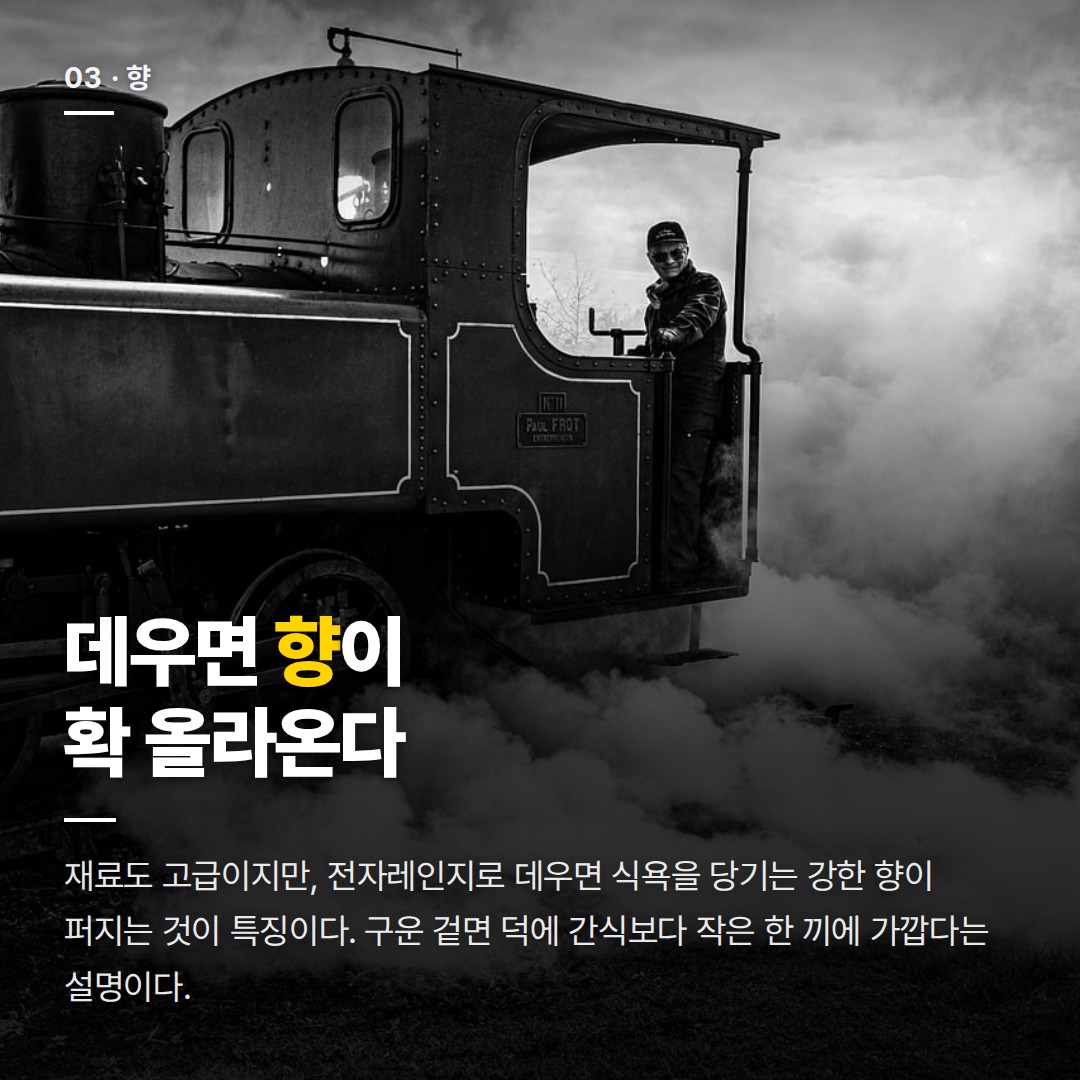 03 · 향
Nº11
PAUL FROT
ENTREPRENEUR
데우면 향이
확 올라온다
재료도 고급이지만, 전자레인지로 데우면 식욕을 당기는 강한 향이
퍼지는 것이 특징이다. 구운 겉면 덕에 간식보다 작은 한 끼에 가깝다는
설명이다.